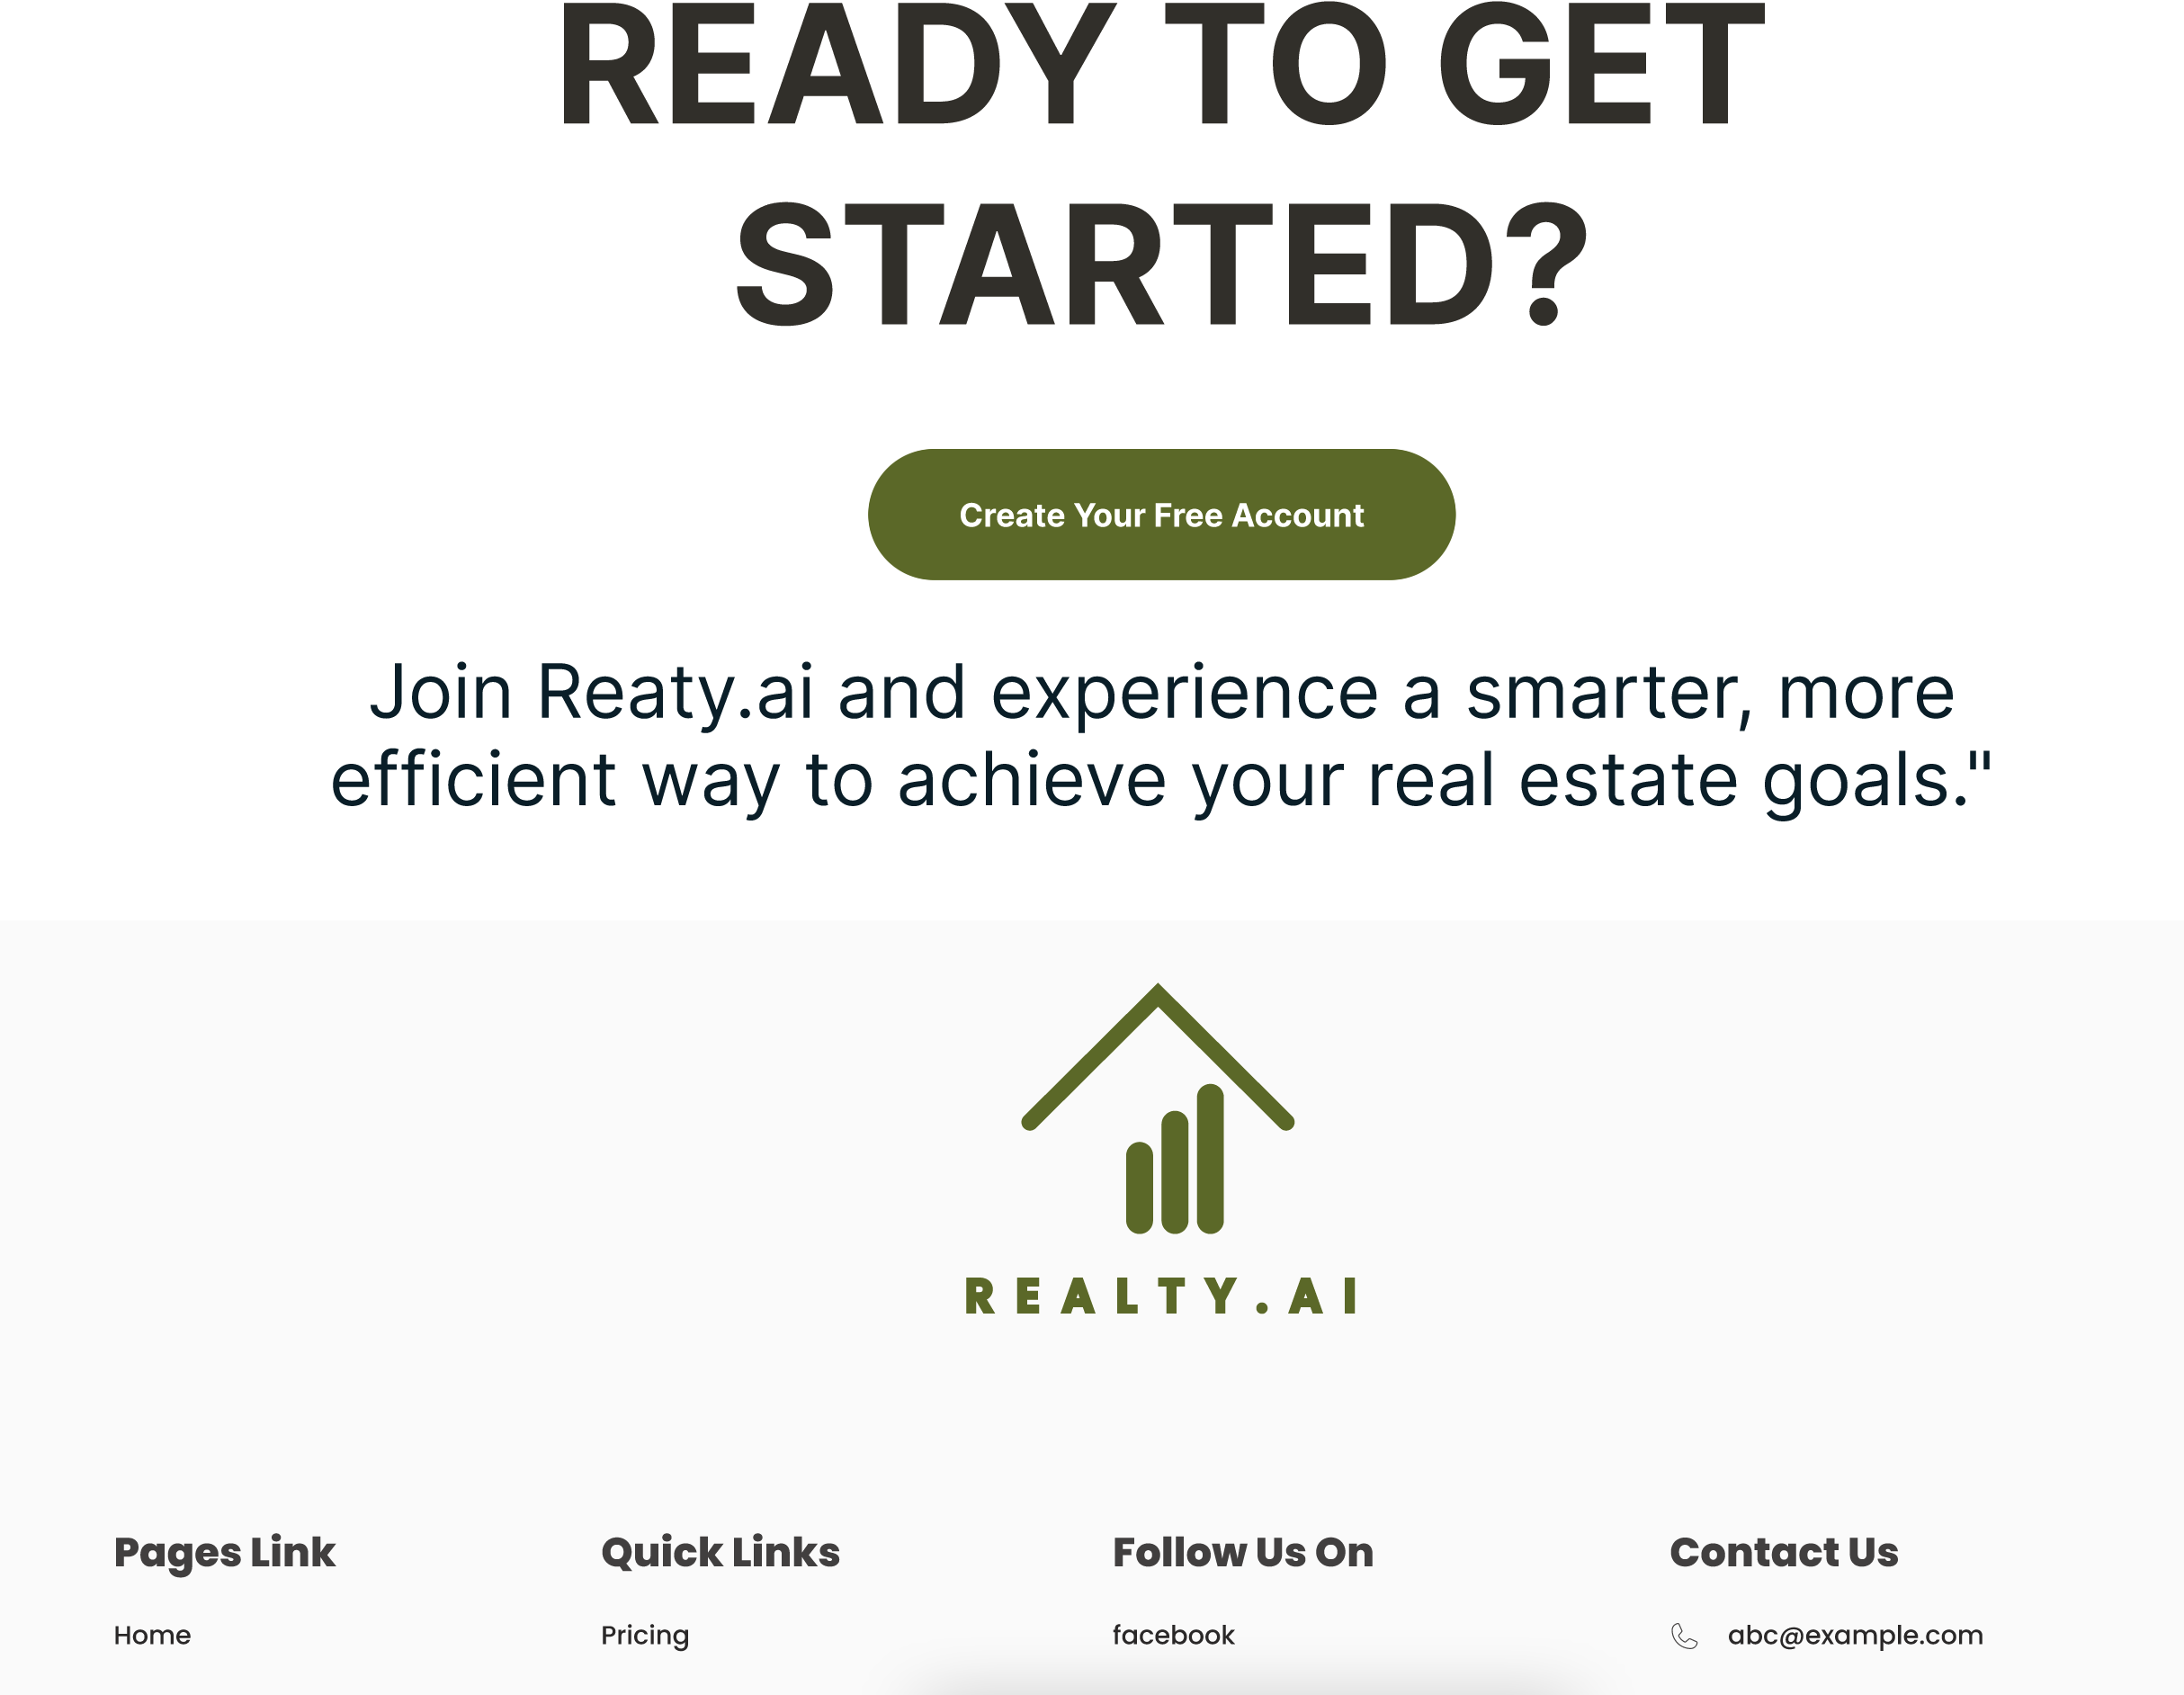 READY TO GET
STARTED?
Create Your Free Account
Join Reaty.ai and experience a smarter, more
efficient way to achieve your real estate goals."
REALTY.AI
Pages Link
Quick Links
Follow Us On
Contact Us
Home
Pricing
facebook
abc@example.com